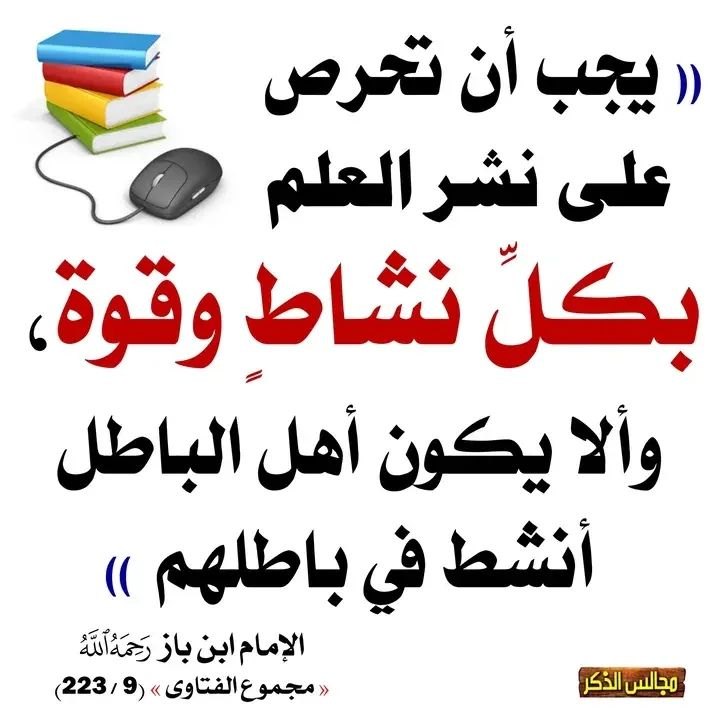 (( يجب أن تحرص
على نشر العلم
بكلِّ نشاطٍ وقوة،
وألا يكون أهل الباطل
أنشط في باطلهم ))
الإمام ابن باز رَحِمَهُ ٱللَّهُ
« مجموع الفتاوى » (9 / 223)
مجالس الذكر